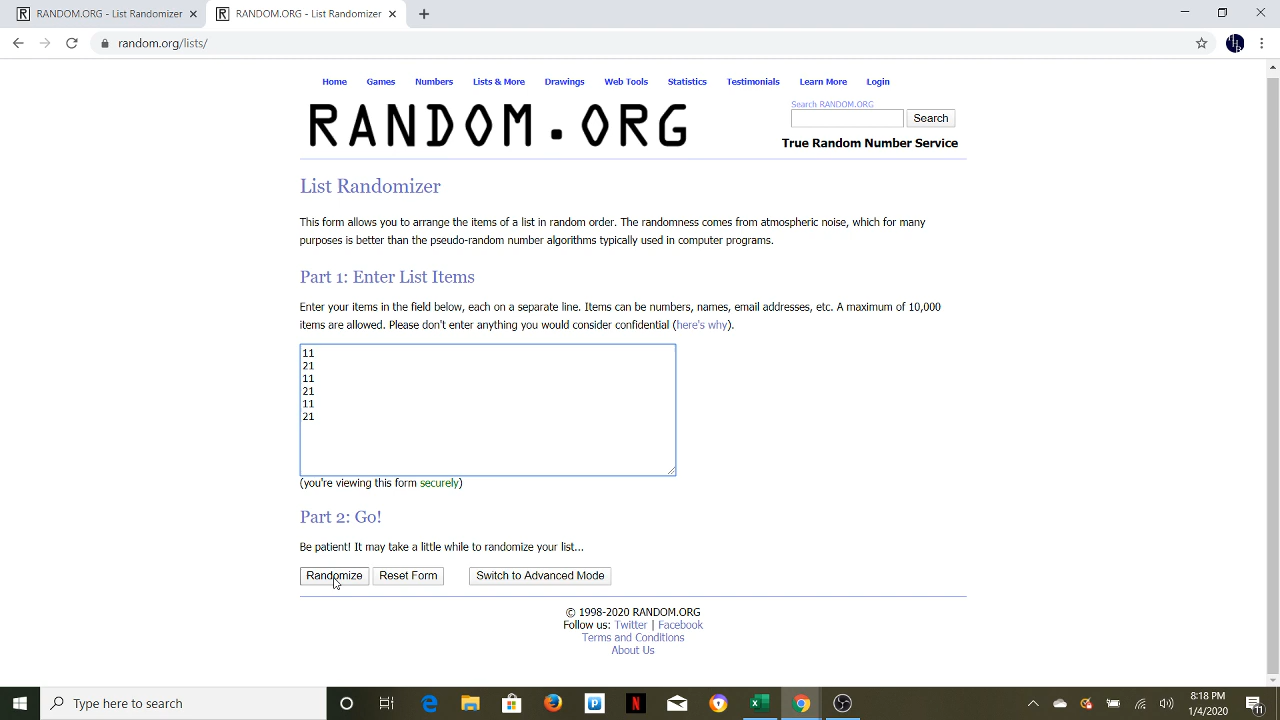 RANDOM.ORG - List Randomizer
RANDOM.ORG - List Randomizer
random.org/lists/
Home Games Numbers Lists & More Drawings Web Tools Statistics Testimonials Learn More Login
RANDOM.ORG
Search RANDOM.ORG
Search
True Random Number Service
List Randomizer
This form allows you to arrange the items of a list in random order. The randomness comes from atmospheric noise, which for many
purposes is better than the pseudo-random number algorithms typically used in computer programs.
Part 1: Enter List Items
Enter your items in the field below, each on a separate line. Items can be numbers, names, email addresses, etc. A maximum of 10,000
items are allowed. Please don't enter anything you would consider confidential (here's why).
11
21
11
21
11
21
(you're viewing this form securely)
Part 2: Go!
Be patient! It may take a little while to randomize your list...
Randomize Reset Form Switch to Advanced Mode
© 1998-2020 RANDOM.ORG
Follow us: Twitter | Facebook
Terms and Conditions
About Us
Type here to search
8:18 PM
1/4/2020